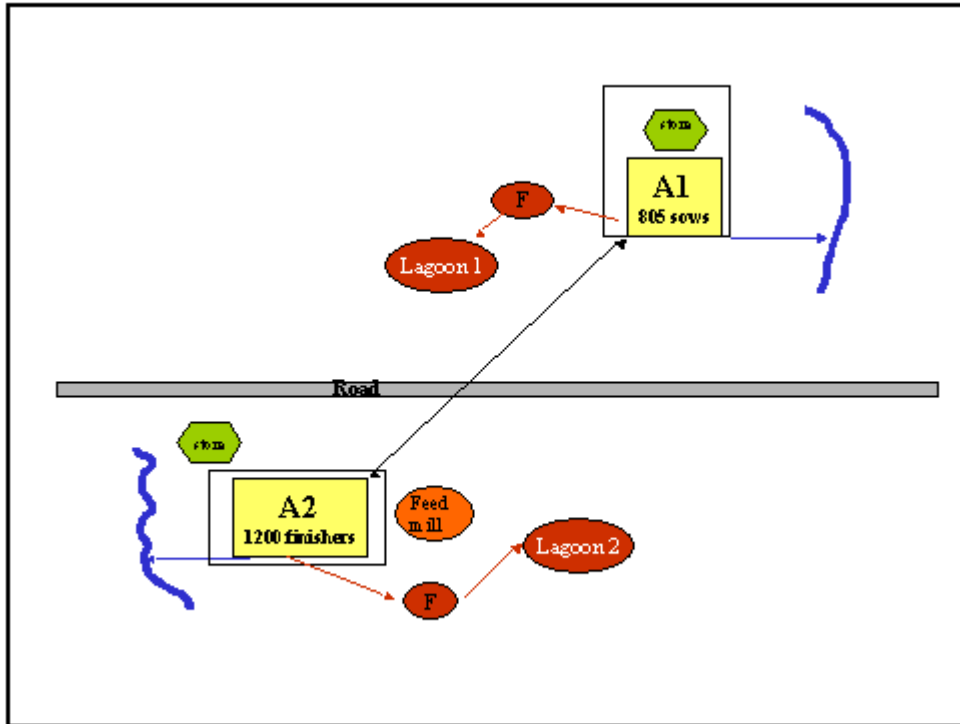 A1
805 sows
F
Lagoon 1
Road
A2
1200 finishers
Feed
mill
Lagoon 2
F